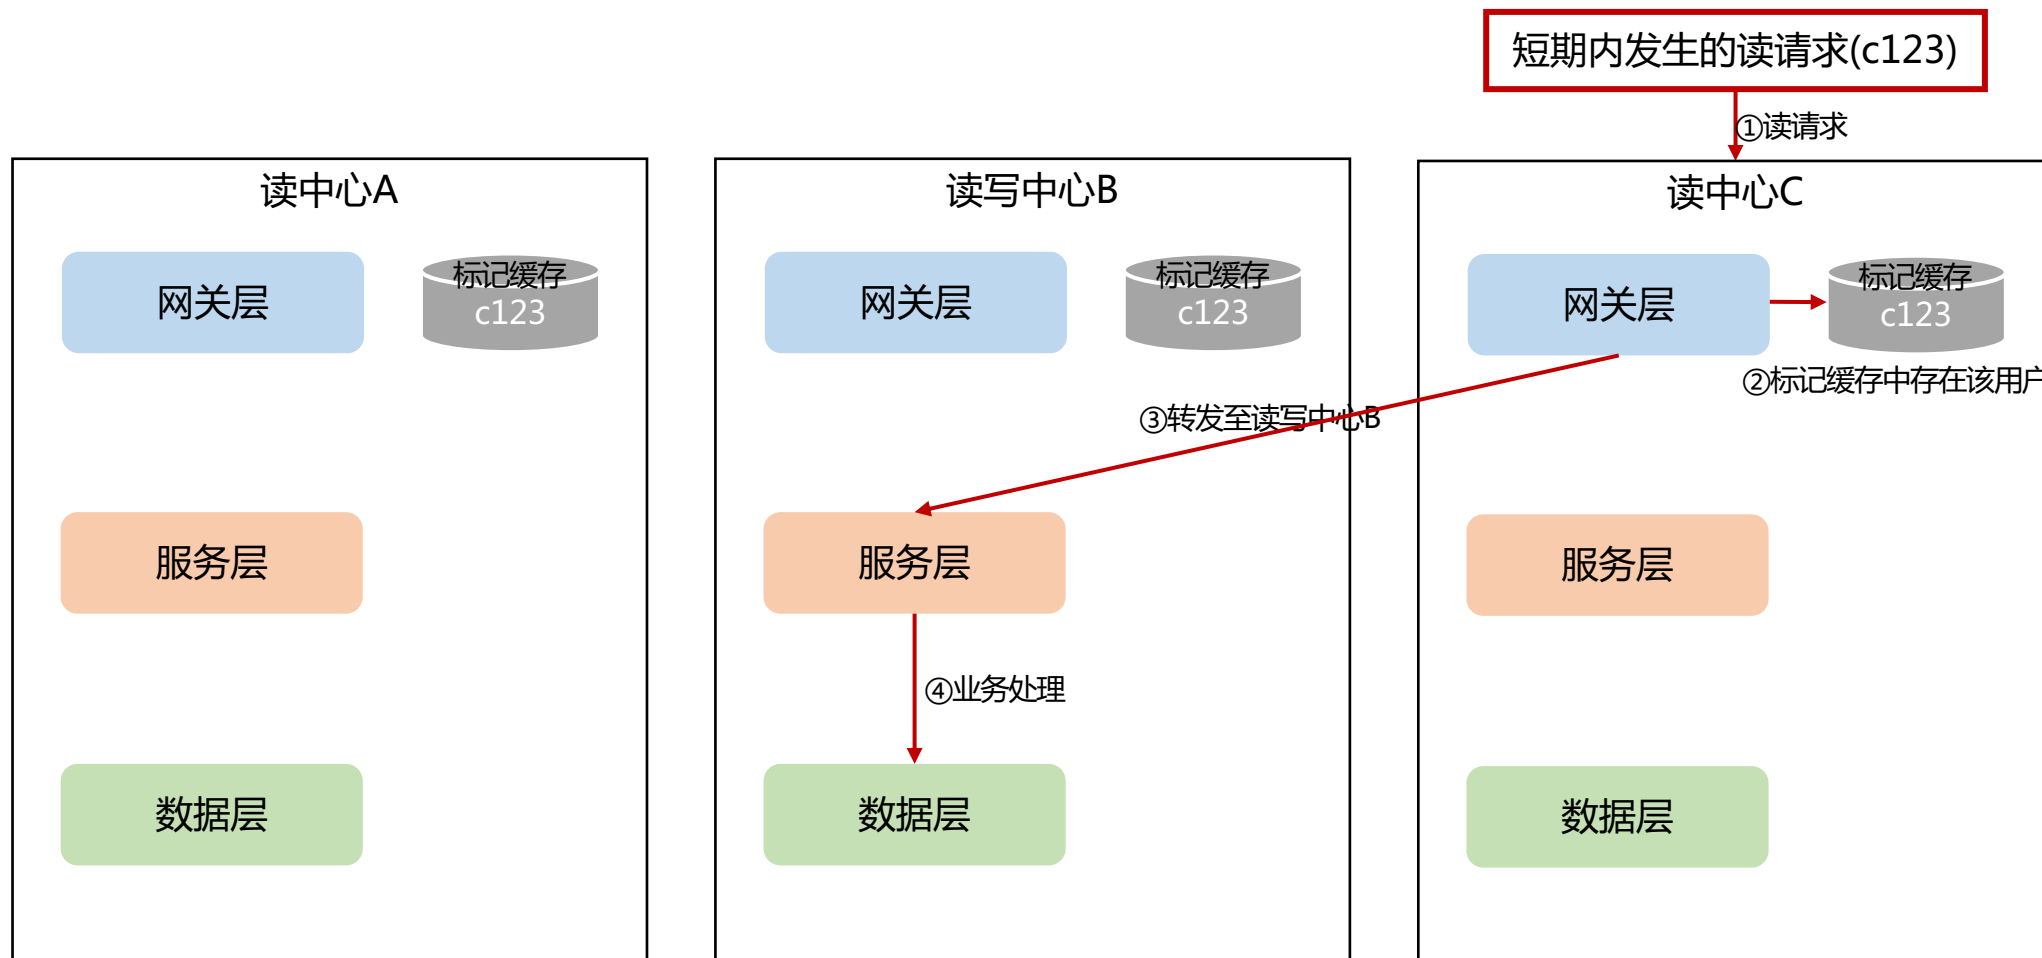 短期内发生的读请求(c123)
①读请求
读中心A
网关层
标记缓存
c123
服务层
数据层
读写中心B
网关层
标记缓存
c123
③转发至读写中心B
服务层
④业务处理
数据层
读中心C
网关层
标记缓存
c123
②标记缓存中存在该用户
服务层
数据层